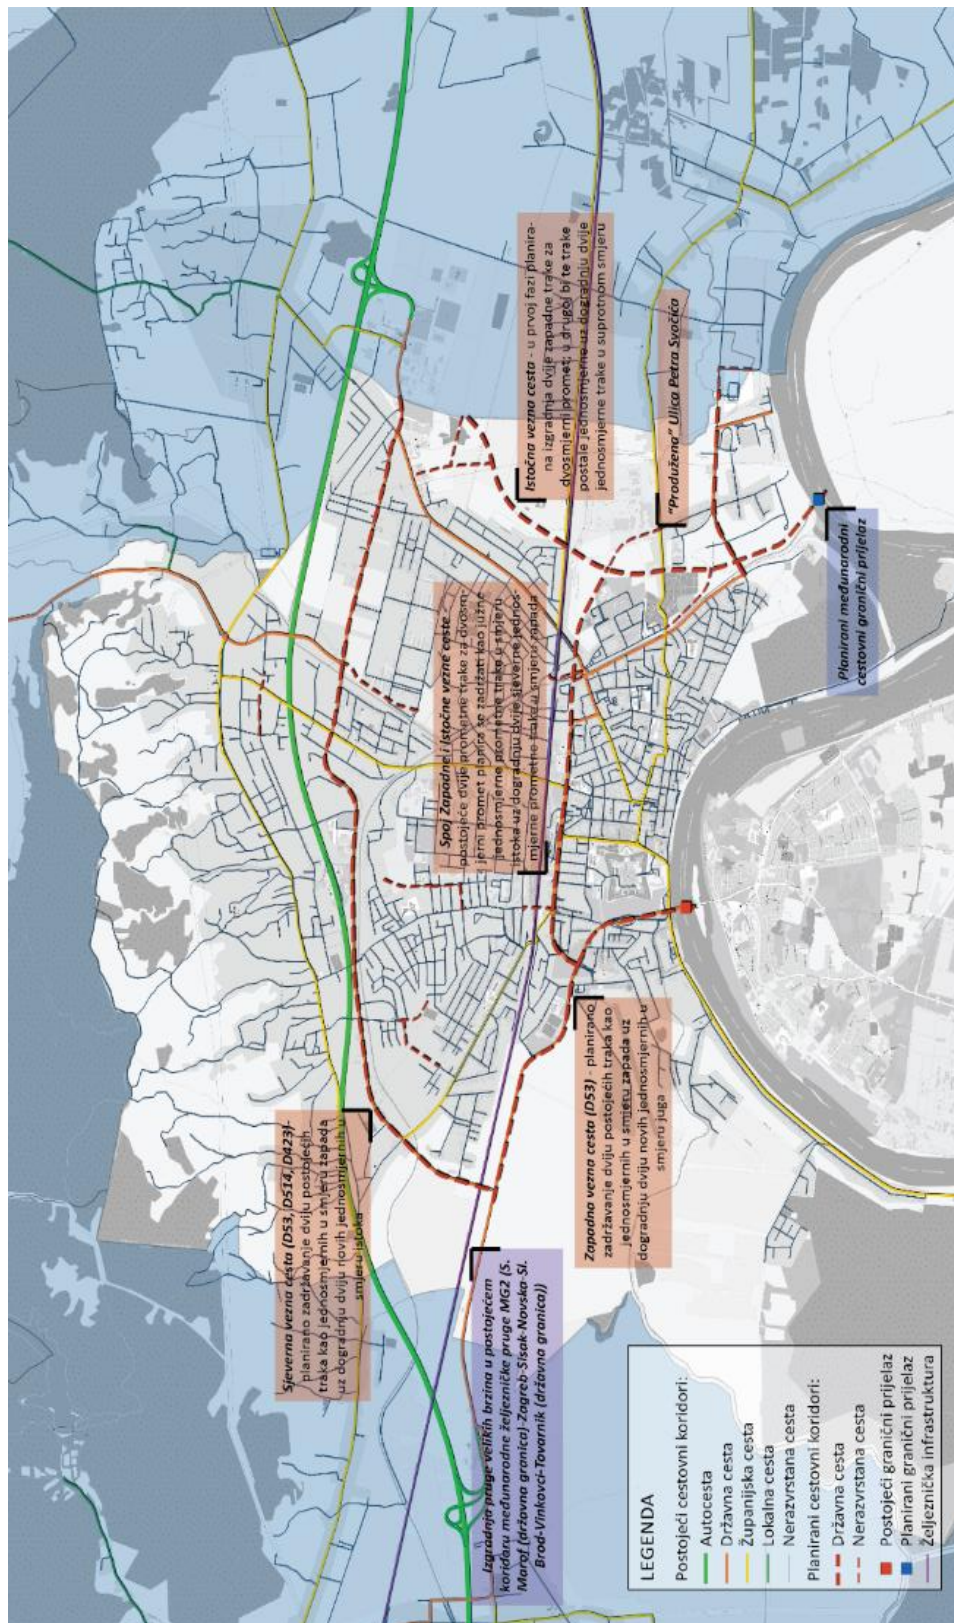 Sjeverna vezna cesta (D53, D514, D423)-
planirano zadržavanje dviju postojećih
traka kao jednosmjernih u smjeru zapada
uz dogradnju dviju novih jednosmjernih u
smjeru istoka
Izgradnja pruge velikih brzina u postojećem
koridoru međunarodne željezničke pruge MG2 (S.
Marof (državna granica)-Zagreb-Sisak-Novska-Sl.
Brod-Vinkovci-Tovarnik (državna granica))
Zapadna vezna cesta (D53) - planirano
zadržavanje dviju postojećih traka kao
jednosmjernih u smjeru zapada uz
dogradnju dviju novih jednosmjernih u
smjeru juga
Spoj Zapadne i Istočne vezne ceste -
postojeće dvije prometne trake za dvosm-
jerni promet planira se zadržati kao južne
jednosmjerne prometne trake u smjeru
istoka uz dogradnju dvije sjeverne jednos-
mjerne prometne traka u smjeru zapada
Istočna vezna cesta - u prvoj fazi planira-
na izgradnja dvije zapadne trake za
dvosmjerni promet; u drugoj bi te trake
postale jednosmjerne uz dogradnju dvije
jednosmjerne trake u suprotnom smjeru
"Produžena" Ulica Petra Svačića
Planirani međunarodni
cestovni granični prijelaz
LEGENDA
Postojeći cestovni koridori:
Autocesta
Državna cesta
Županijska cesta
Lokalna cesta
Nerazvrstana cesta
Planirani cestovni koridori:
Državna cesta
Nerazvrstana cesta
Postojeći granični prijelaz
Planirani granični prijelaz
Željeznička infrastruktura